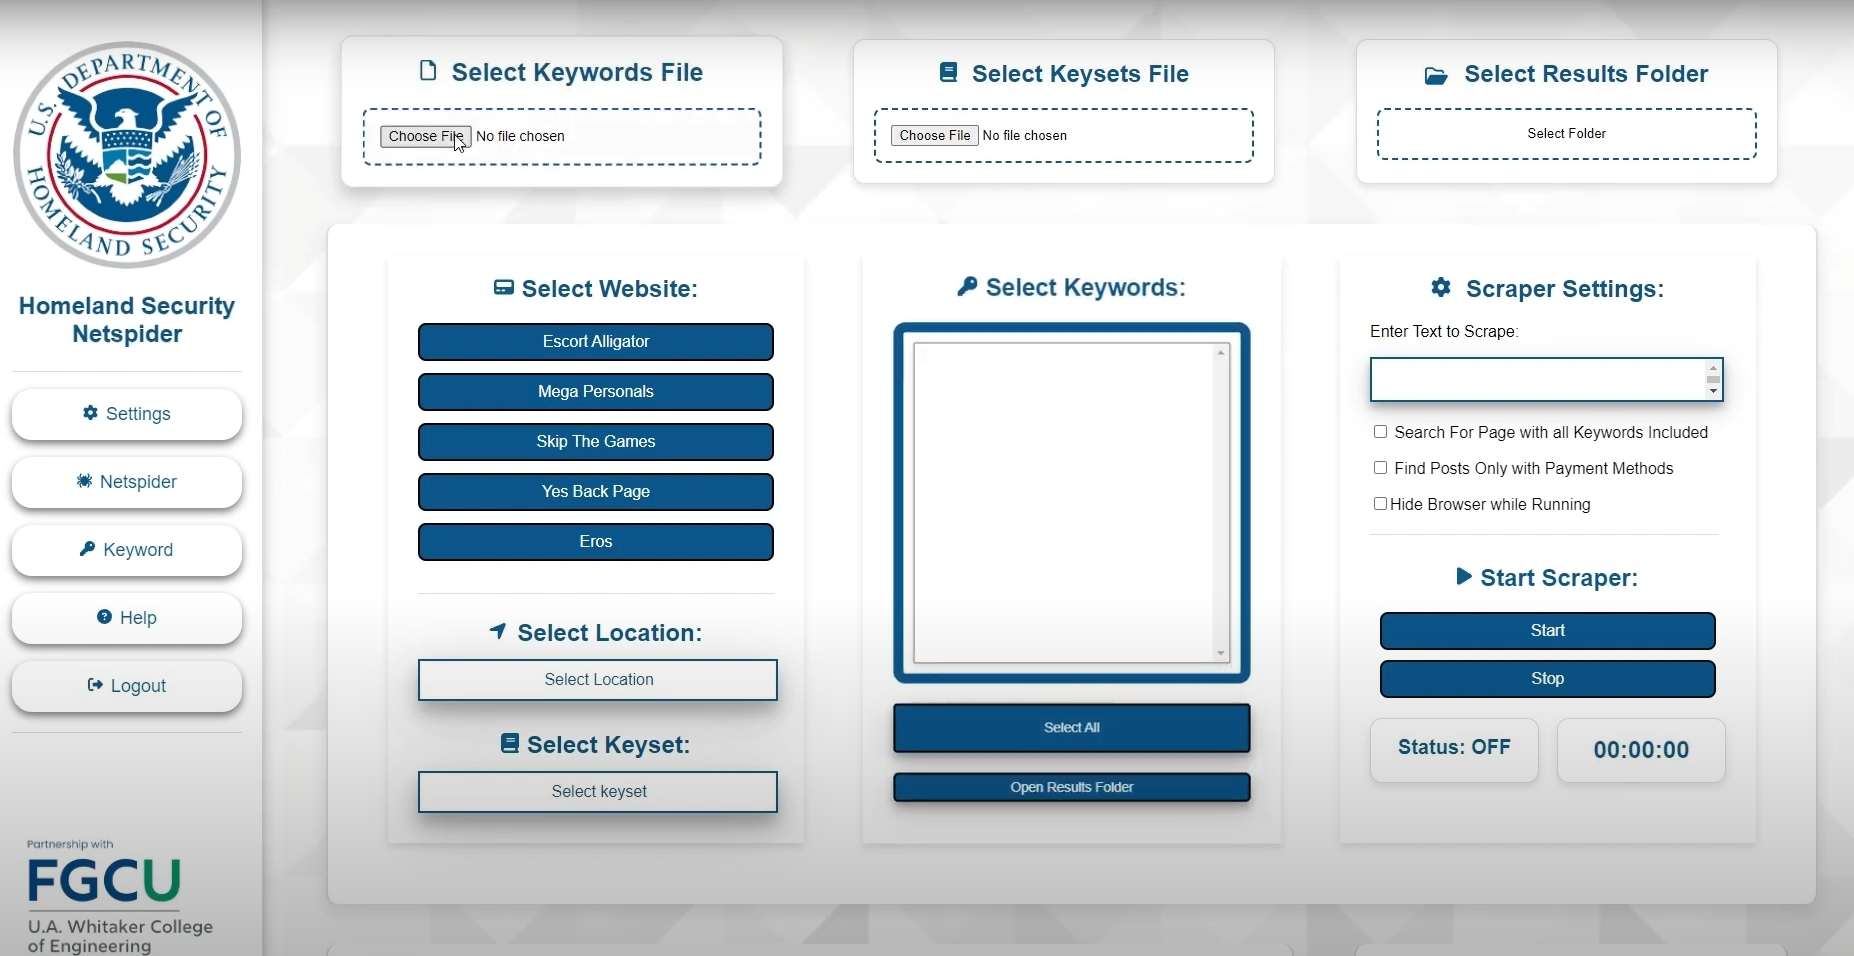 U.S. DEPARTMENT OF
HOMELAND SECURITY
Homeland Security
Netspider
Settings
Netspider
Keyword
Help
Logout
Partnership with
FGCU
U.A. Whitaker College
of Engineering
Select Keywords File
Choose File No file chosen
Select Keysets File
Choose File No file chosen
Select Results Folder
Select Folder
Select Website:
Escort Alligator
Mega Personals
Skip The Games
Yes Back Page
Eros
Select Location:
Select Location
Select Keyset:
Select keyset
Select Keywords:
Select All
Open Results Folder
Scraper Settings:
Enter Text to Scrape:
Search For Page with all Keywords Included
Find Posts Only with Payment Methods
Hide Browser while Running
Start Scraper:
Start
Stop
Status: OFF
00:00:00